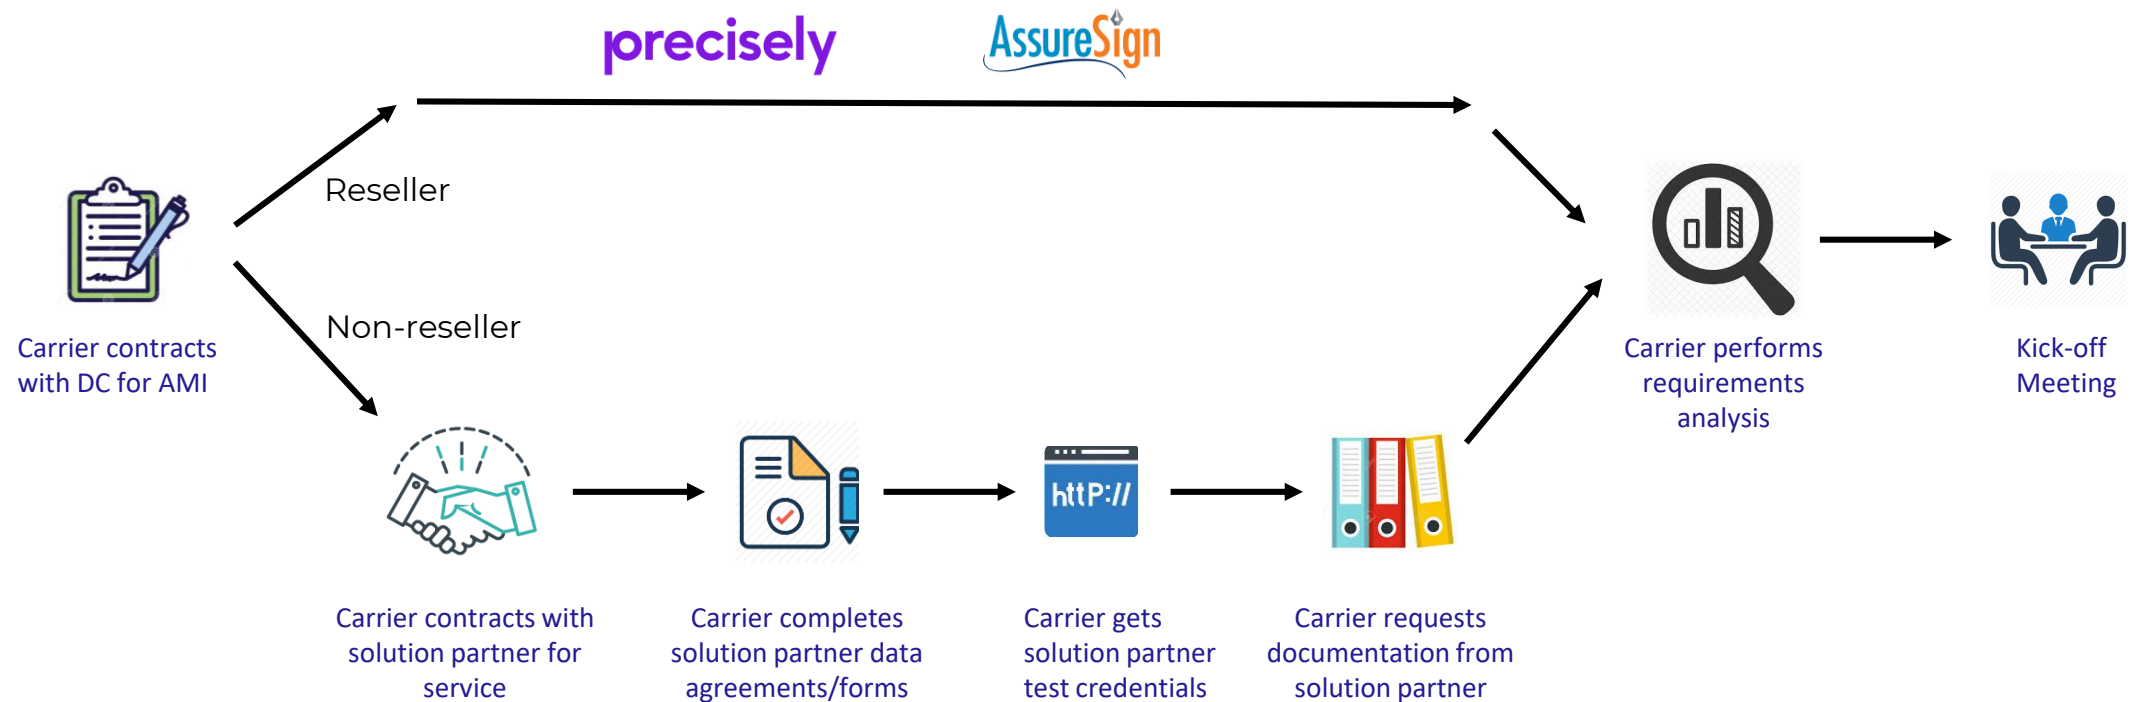 precisely
AssureSign
Reseller
Non-reseller
Carrier contracts
with DC for AMI
Carrier performs
requirements
analysis
Kick-off
Meeting
httP://
Carrier contracts with
solution partner for
service
Carrier completes
solution partner data
agreements/forms
Carrier gets
solution partner
test credentials
Carrier requests
documentation from
solution partner